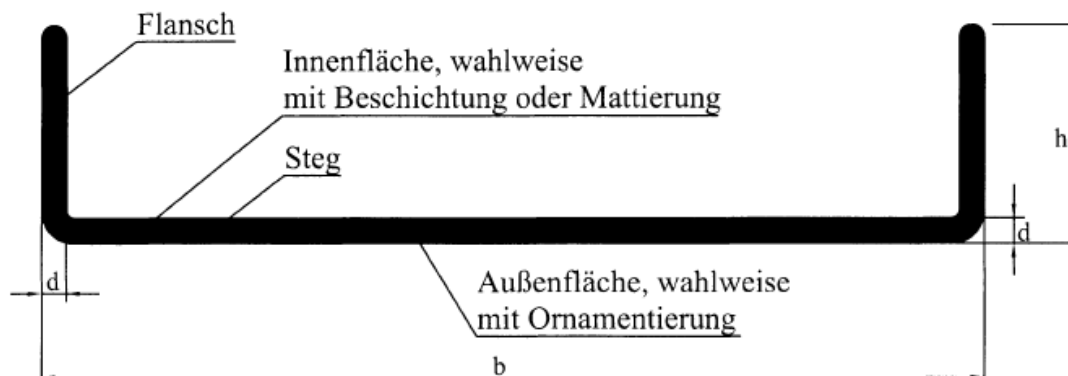 Flansch
Innenfläche, wahlweise
mit Beschichtung oder Mattierung
h
Steg
d
d
Außenfläche, wahlweise
mit Ornamentierung
b